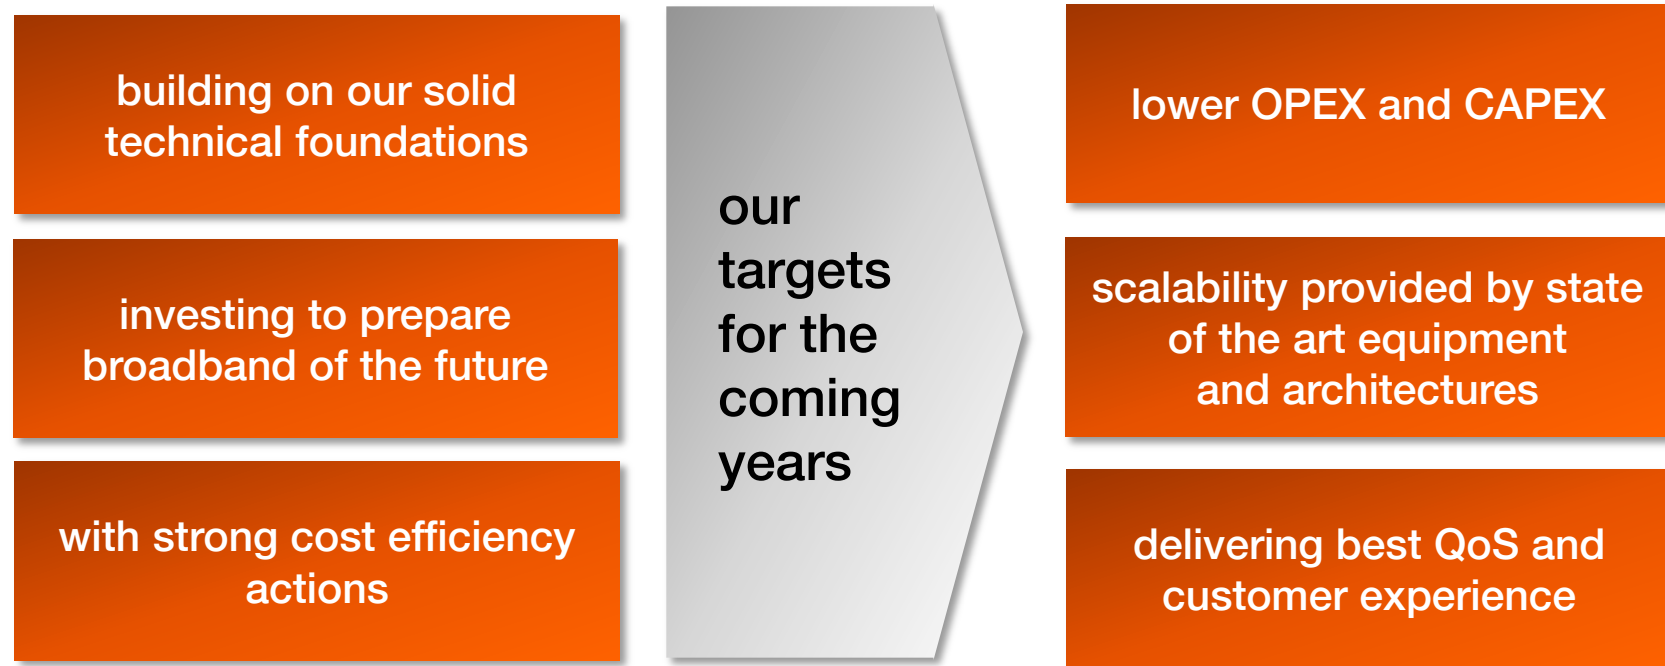 building on our solid
technical foundations
investing to prepare
broadband of the future
with strong cost efficiency
actions
our
targets
for the
coming
years
lower OPEX and CAPEX
scalability provided by state
of the art equipment
and architectures
delivering best QoS and
customer experience